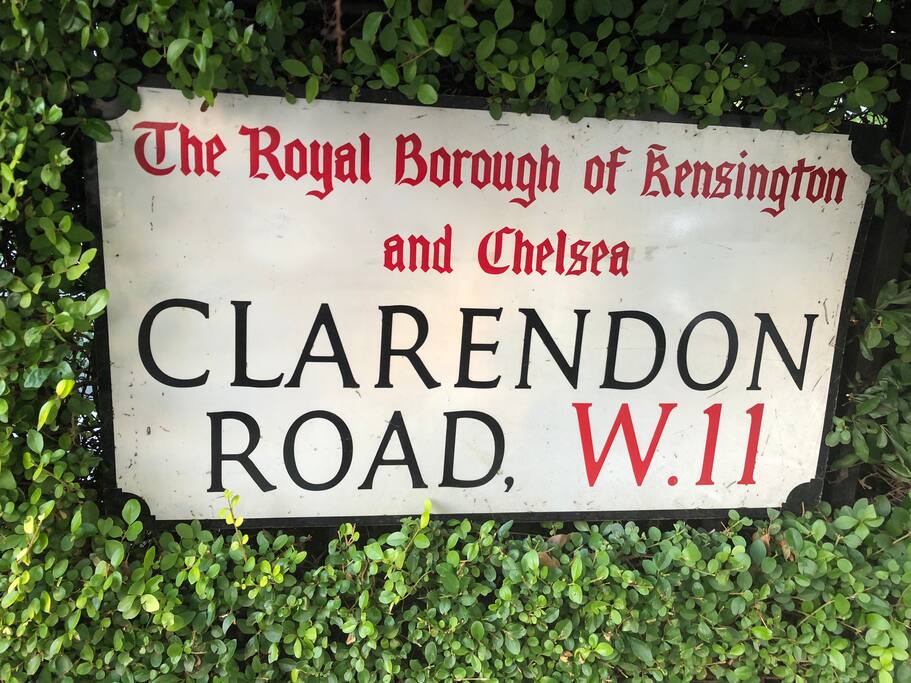 The Royal Borough of Kensington
and Chelsea
CLARENDON
ROAD, W.11